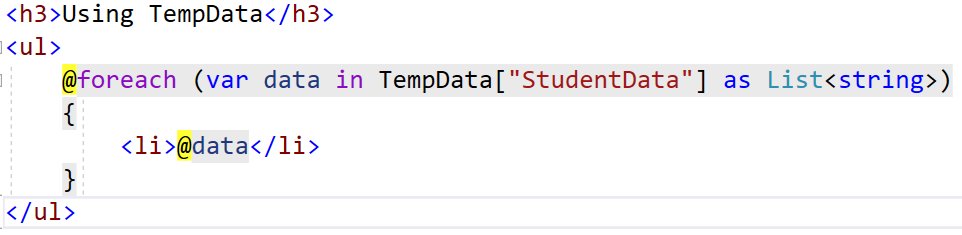 <h3>Using TempData</h3>
<ul>
@foreach (var data in TempData["StudentData"] as List<string>)
{
<li>@data</li>
}
</ul>